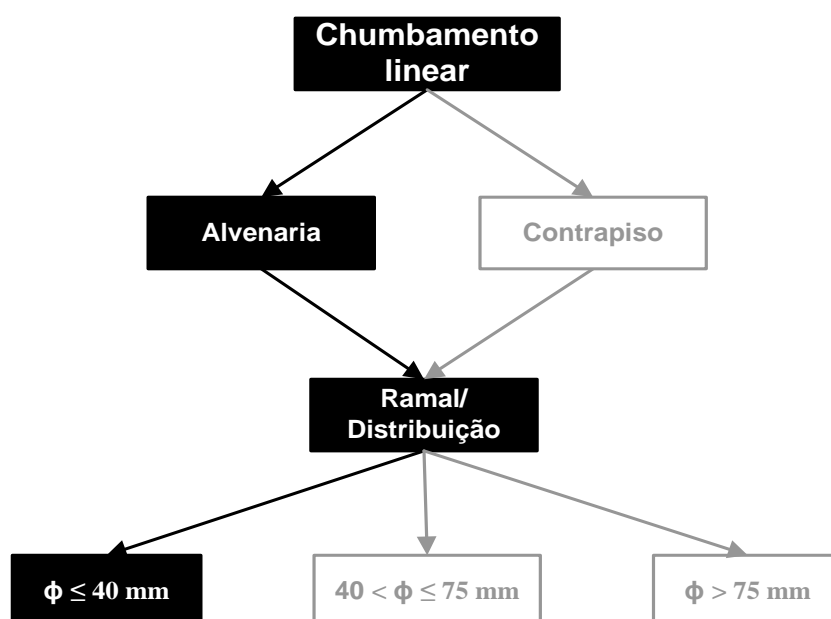 Chumbamento
linear
Alvenaria
Contrapiso
Ramal/
Distribuição
ϕ ≤ 40 mm
40 < ϕ ≤ 75 mm
ϕ > 75 mm